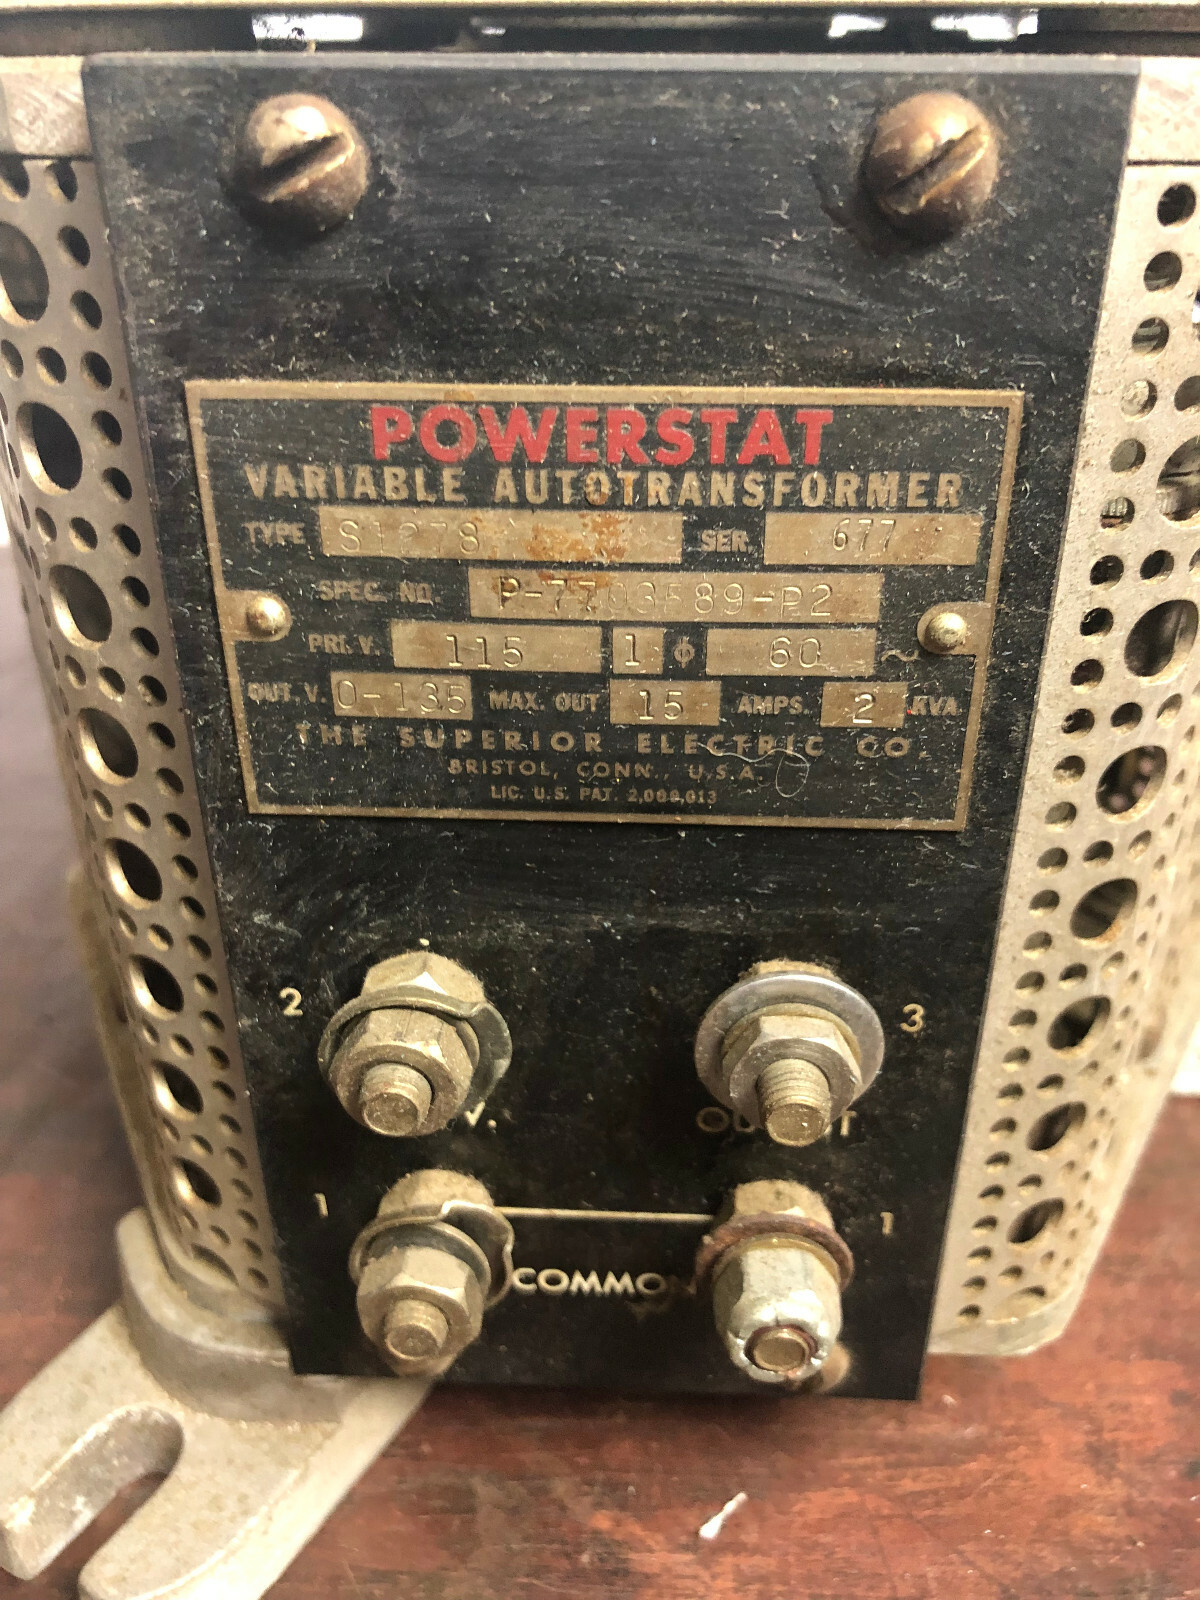 POWERSTAT
VARIABLE AUTOTRANSFORMER
TYPE S1278 SER. 677
SPEC. NO. P-7703589-P2
PRI. V. 115 1 ϕ 60 ~
OUT. V. 0-135 MAX. OUT 15 AMPS. 2 KVA
THE SUPERIOR ELECTRIC CO.
BRISTOL, CONN., U.S.A.
LIC. U.S. PAT. 2,009,013
2 3
V.
1 1
COMMON